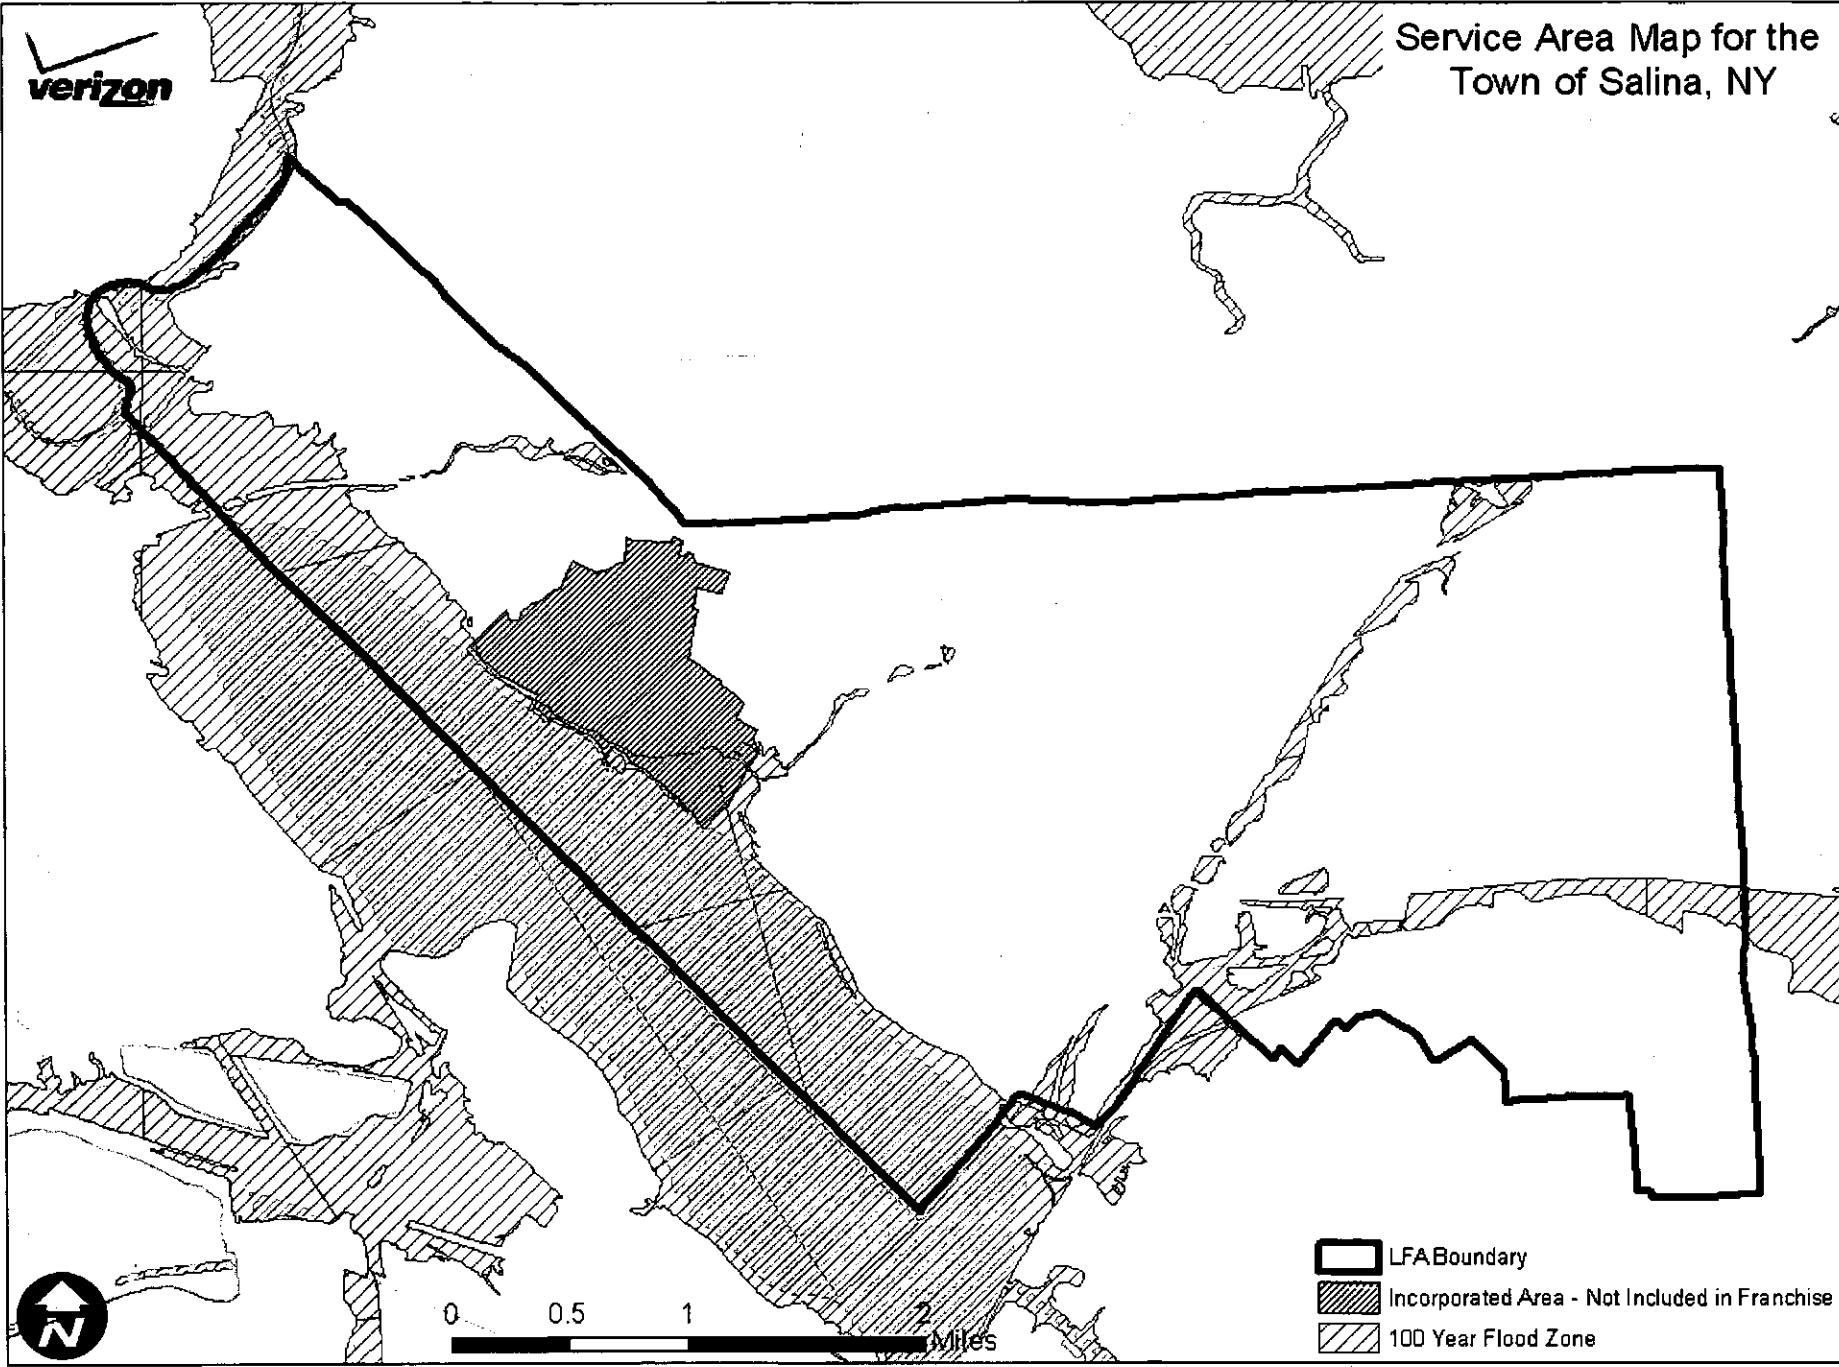 verizon
Service Area Map for the
Town of Salina, NY
LFA Boundary
Incorporated Area - Not Included in Franchise
100 Year Flood Zone
0 0.5 1 2
Miles
N